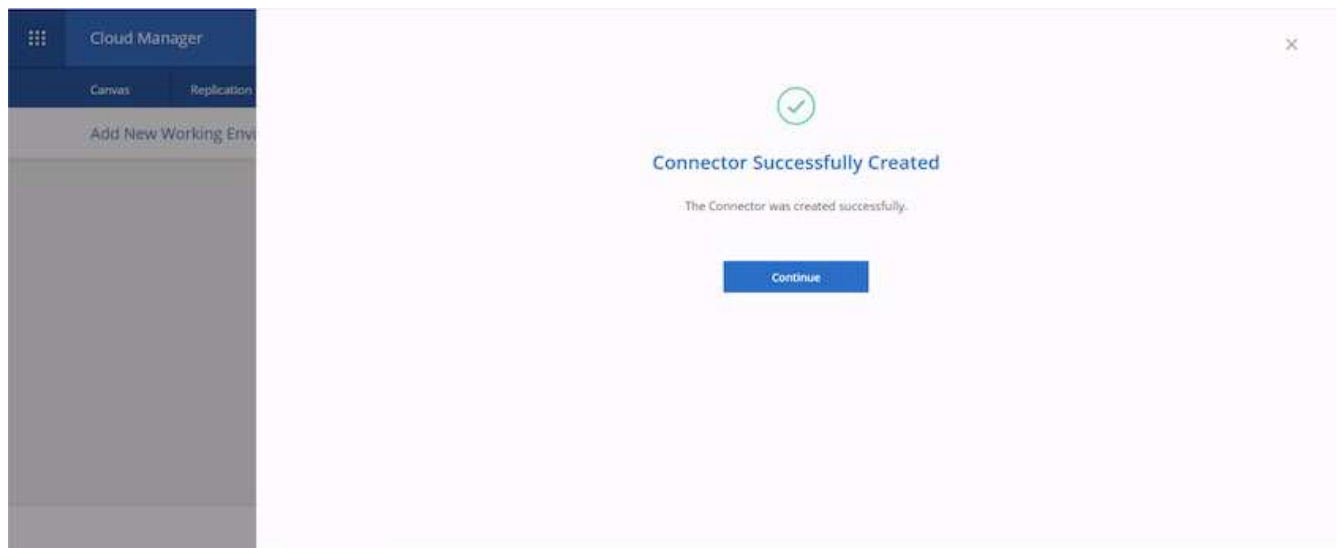 Cloud Manager
Canvas Replication
Add New Working Envi
Connector Successfully Created
The Connector was created successfully.
Continue